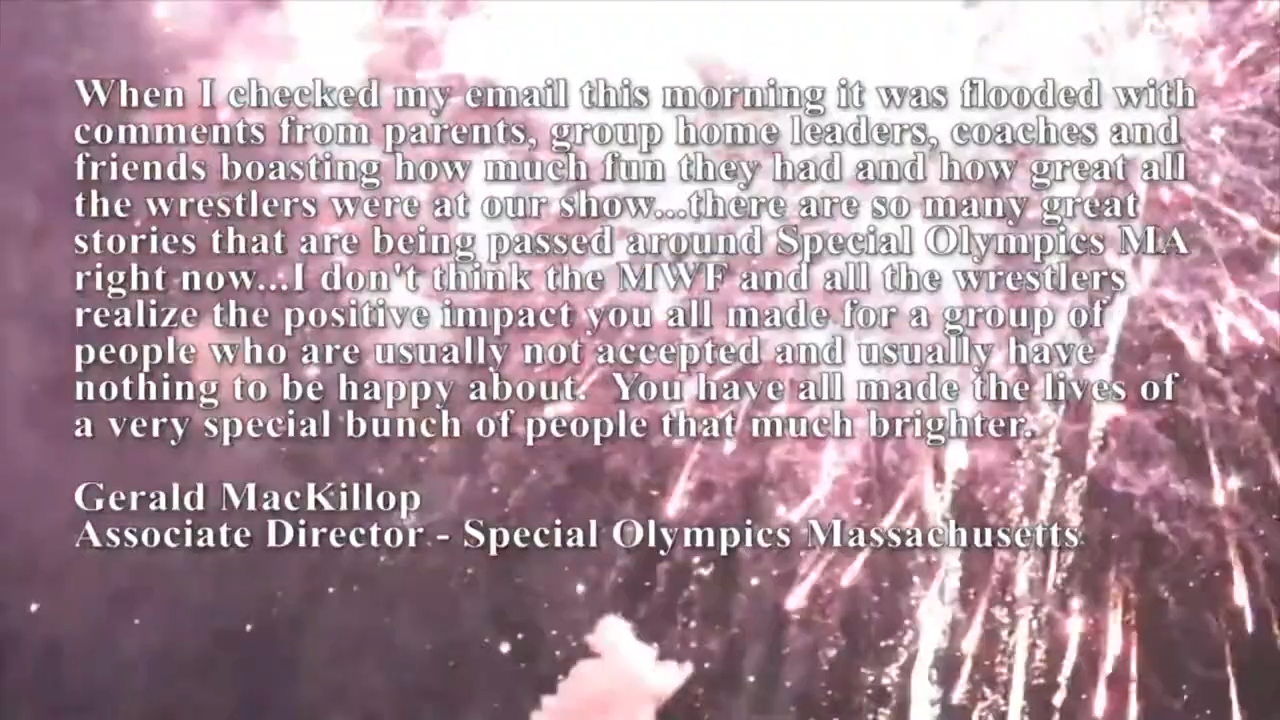 When I checked my email this morning it was flooded with
comments from parents, group home leaders, coaches and
friends boasting how much fun they had and how great all
the wrestlers were at our show...there are so many great
stories that are being passed around Special Olympics MA
right now...I don't think the MWF and all the wrestlers
realize the positive impact you all made for a group of
people who are usually not accepted and usually have
nothing to be happy about.  You have all made the lives of
a very special bunch of people that much brighter.
Gerald MacKillop
Associate Director - Special Olympics Massachusetts